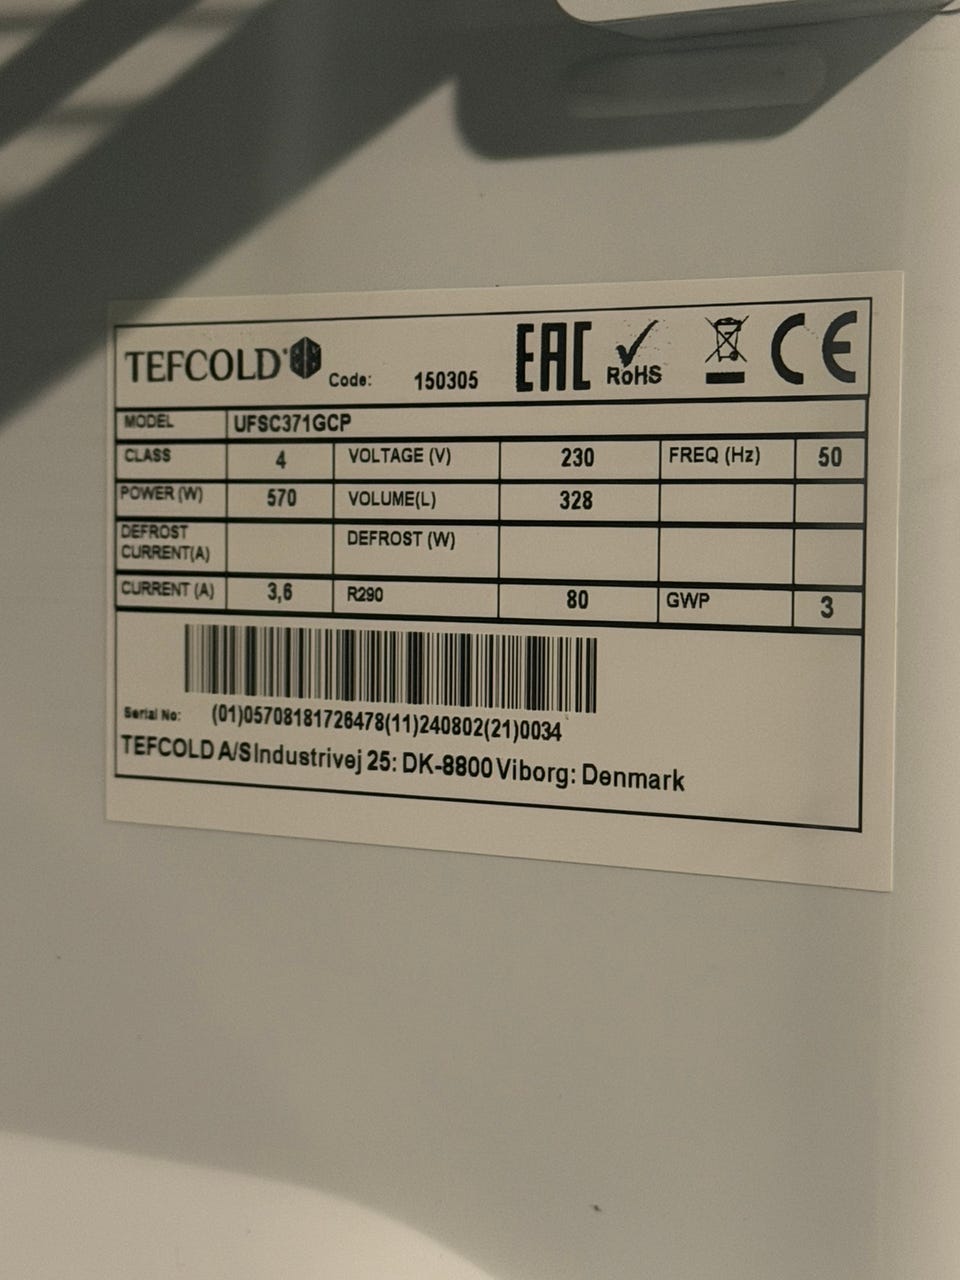 TEFCOLD Code: 150305 EAC RoHS CE
MODEL UFSC371GCP
CLASS 4 VOLTAGE (V) 230 FREQ (Hz) 50
POWER (W) 570 VOLUME(L) 328
DEFROST CURRENT(A) DEFROST (W)
CURRENT (A) 3,6 R290 80 GWP 3
Serial No: (01)05708181726478(11)240802(21)0034
TEFCOLD A/S Industrivej 25: DK-8800 Viborg: Denmark